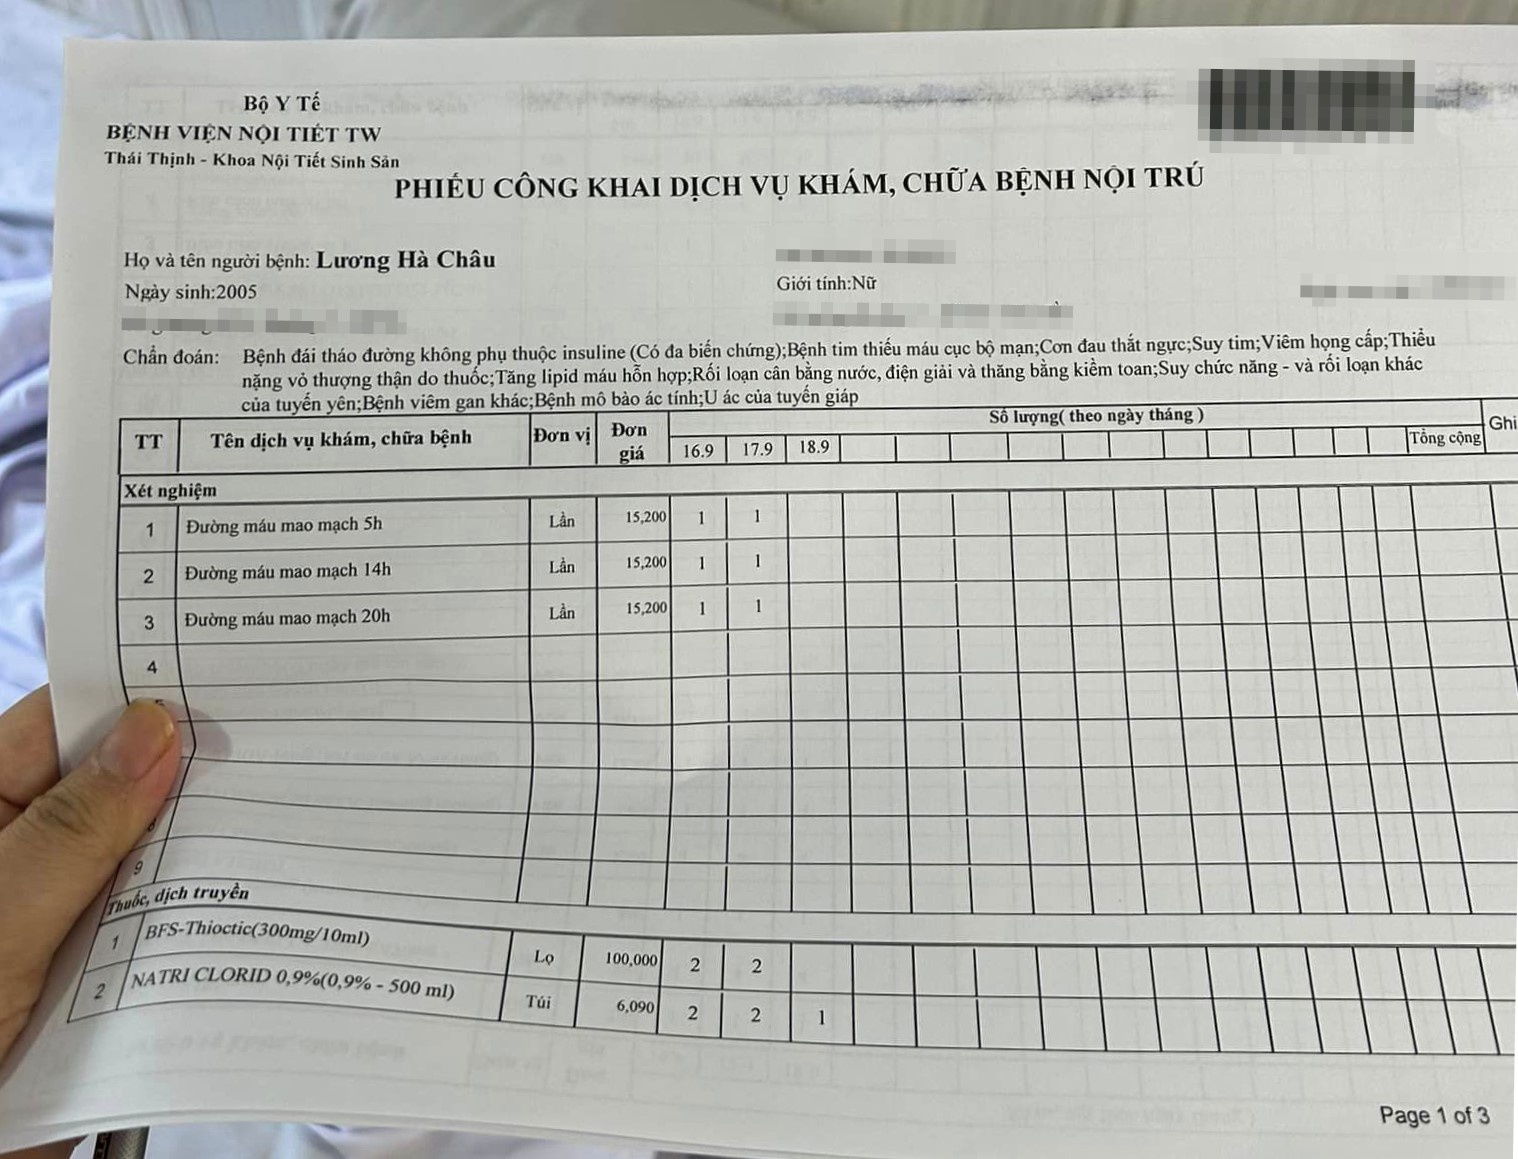 Bộ Y Tế
BỆNH VIỆN NỘI TIẾT TW
Thái Thịnh - Khoa Nội Tiết Sinh Sản
PHIẾU CÔNG KHAI DỊCH VỤ KHÁM, CHỮA BỆNH NỘI TRÚ
Họ và tên người bệnh: Lương Hà Châu
Ngày sinh:2005 Giới tính:Nữ
Chẩn đoán: Bệnh đái tháo đường không phụ thuộc insuline (Có đa biến chứng);Bệnh tim thiếu máu cục bộ mạn;Cơn đau thắt ngực;Suy tim;Viêm họng cấp;Thiểu
nặng vỏ thượng thận do thuốc;Tăng lipid máu hỗn hợp;Rối loạn cân bằng nước, điện giải và thăng bằng kiềm toan;Suy chức năng - và rối loạn khác
của tuyến yên;Bệnh viêm gan khác;Bệnh mô bào ác tính;U ác của tuyến giáp
TT Tên dịch vụ khám, chữa bệnh Đơn vị Đơn giá Số lượng( theo ngày tháng ) Ghi
16.9 17.9 18.9 Tổng cộng
Xét nghiệm
1 Đường máu mao mạch 5h Lần 15,200 1 1
2 Đường máu mao mạch 14h Lần 15,200 1 1
3 Đường máu mao mạch 20h Lần 15,200 1 1
4
8
9
Thuốc, dịch truyền
1 BFS-Thioctic(300mg/10ml) Lọ 100,000 2 2
2 NATRI CLORID 0,9%(0,9% - 500 ml) Túi 6,090 2 2 1
Page 1 of 3